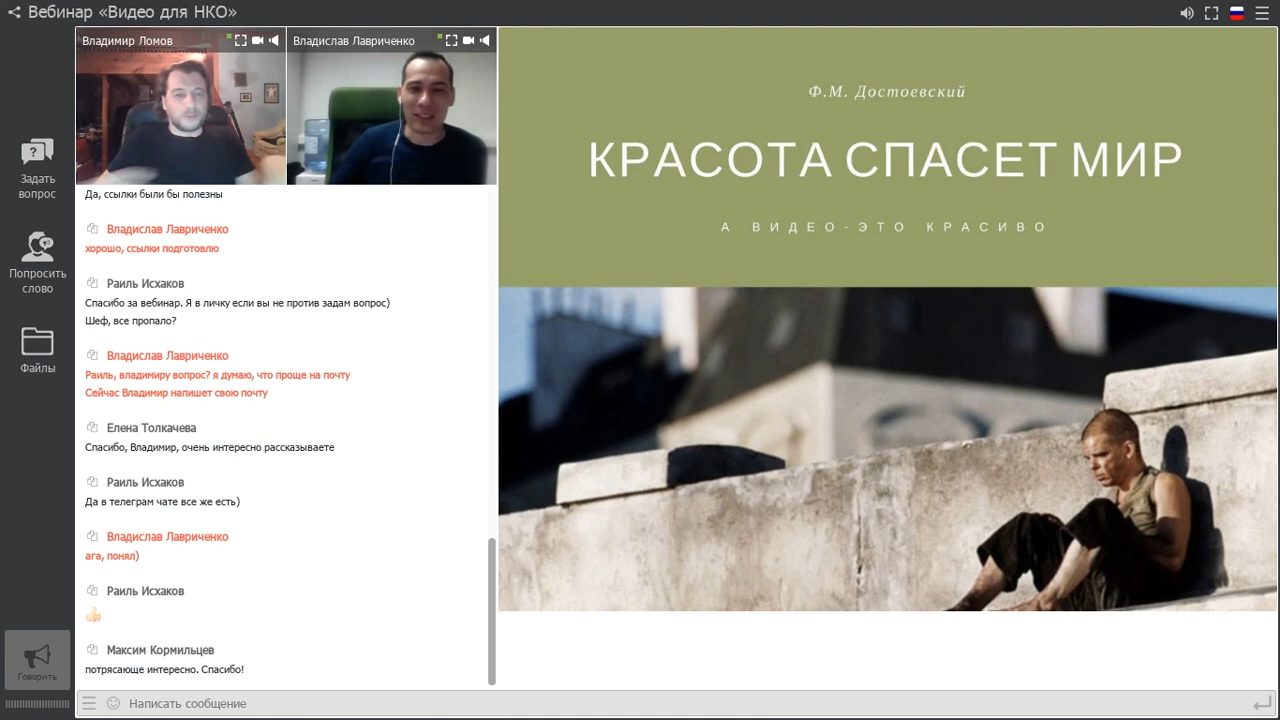 Вебинар «Видео для НКО»
Владимир Ломов
Владислав Лавриченко
Задать
вопрос
Попросить
слово
Файлы
Говорить
Да, ссылки были бы полезны
Владислав Лавриченко
хорошо, ссылки подготовлю
Раиль Исхаков
Спасибо за вебинар. Я в личку если вы не против задам вопрос)
Шеф, все пропало?
Владислав Лавриченко
Раиль, владимиру вопрос? я думаю, что проще на почту
Сейчас Владимир напишет свою почту
Елена Толкачева
Спасибо, Владимир, очень интересно рассказываете
Раиль Исхаков
Да в телеграм чате все же есть)
Владислав Лавриченко
ага, понял)
Раиль Исхаков
Максим Кормильцев
потрясающе интересно. Спасибо!
Написать сообщение
Ф.М. Достоевский
КРАСОТА СПАСЕТ МИР
А ВИДЕО-ЭТО КРАСИВО